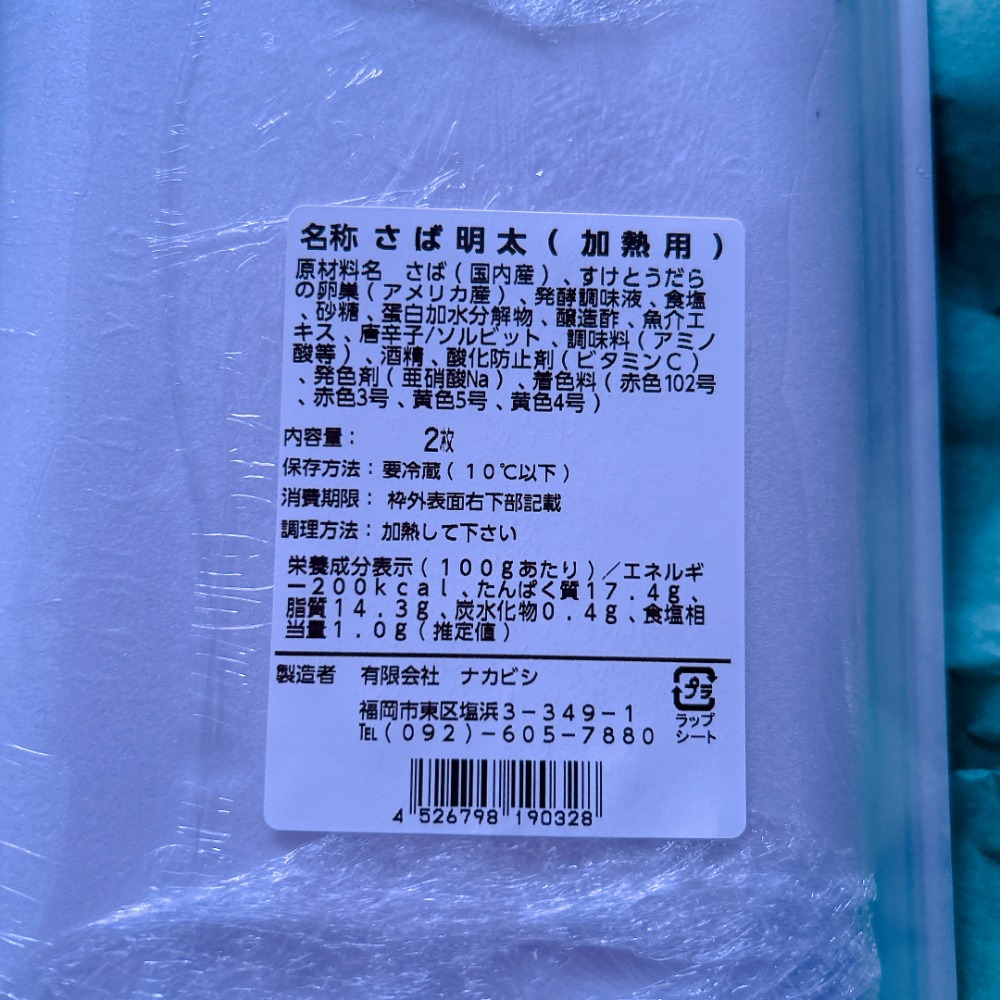 名称 さば明太(加熱用)
原材料名 さば(国内産)、すけとうだら
の卵巣(アメリカ産)、発酵調味液、食塩
、砂糖、蛋白加水分解物、醸造酢、魚介エ
キス、唐辛子/ソルビット、調味料(アミノ
酸等)、酒精、酸化防止剤(ビタミンC)
、発色剤(亜硝酸Na)、着色料(赤色102号
、赤色3号、黄色5号、黄色4号)
内容量: 2枚
保存方法:要冷蔵(10℃以下)
消費期限: 枠外表面右下部記載
調理方法:加熱して下さい
栄養成分表示(100gあたり)/エネルギ
ー200kcal、たんぱく質17.4g、
脂質14.3g、炭水化物0.4g、食塩相
当量1.0g(推定値)
製造者 有限会社 ナカビシ
福岡市東区塩浜3-349-1
℡(092)-605-7880
プラ
ラップ
シート
4 526798 190328